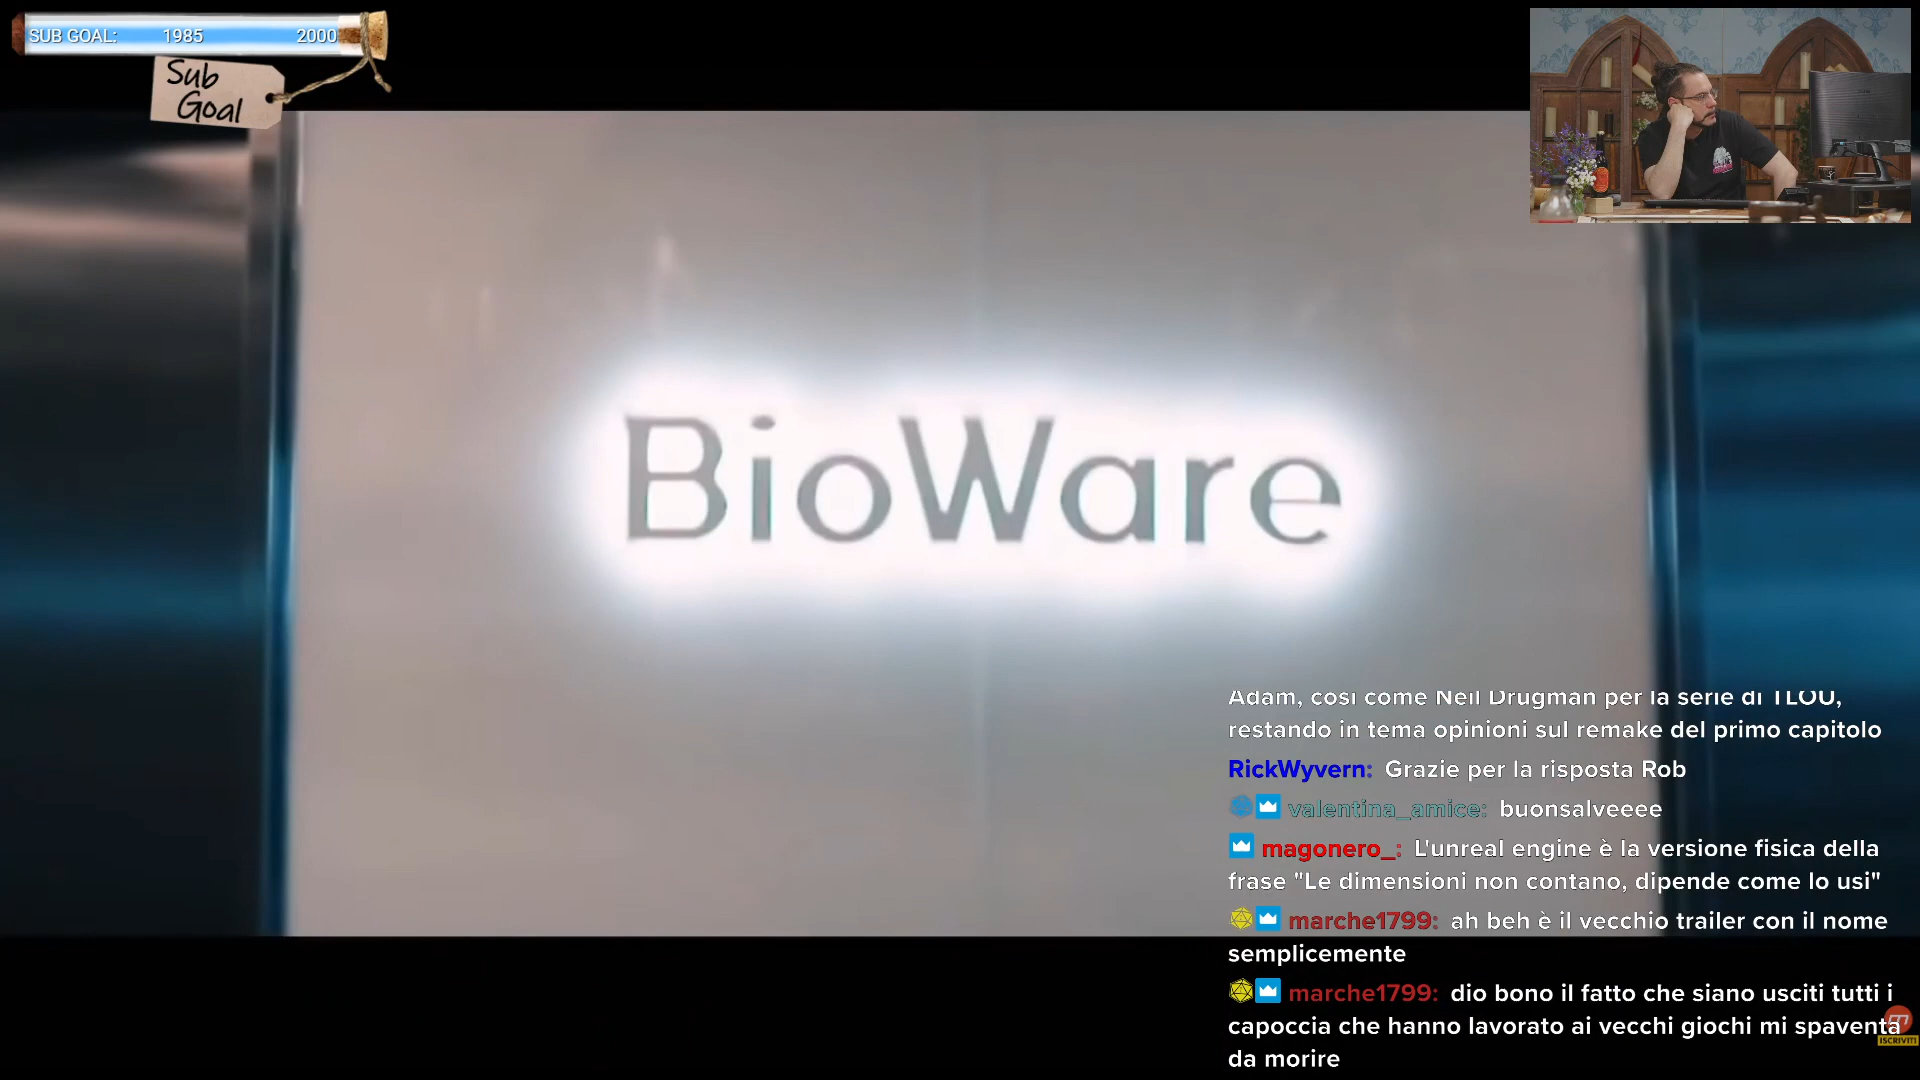 SUB GOAL: 1985 2000
Sub
Goal
BioWare
Adam, così come Neil Drugman per la serie di TLOU,
restando in tema opinioni sul remake del primo capitolo
RickWyvern: Grazie per la risposta Rob
valentina_amice: buonsalveeee
magonero_: L'unreal engine è la versione fisica della
frase "Le dimensioni non contano, dipende come lo usi"
marche1799: ah beh è il vecchio trailer con il nome
semplicemente
marche1799: dio bono il fatto che siano usciti tutti i
capoccia che hanno lavorato ai vecchi giochi mi spaventa
da morire
ISCRIVITI